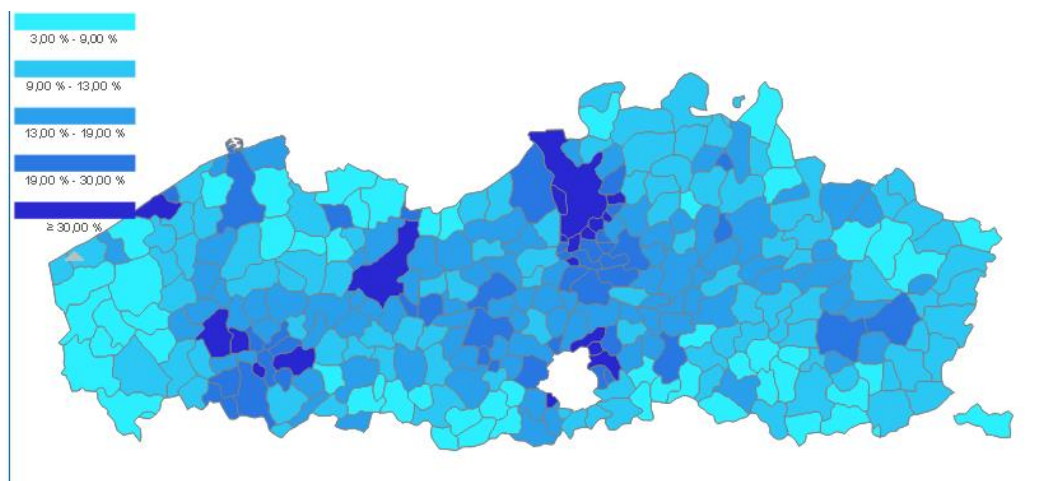 3,00 % - 9,00 %
9,00 % - 13,00 %
13,00 % - 19,00 %
19,00 % - 30,00 %
≥ 30,00 %